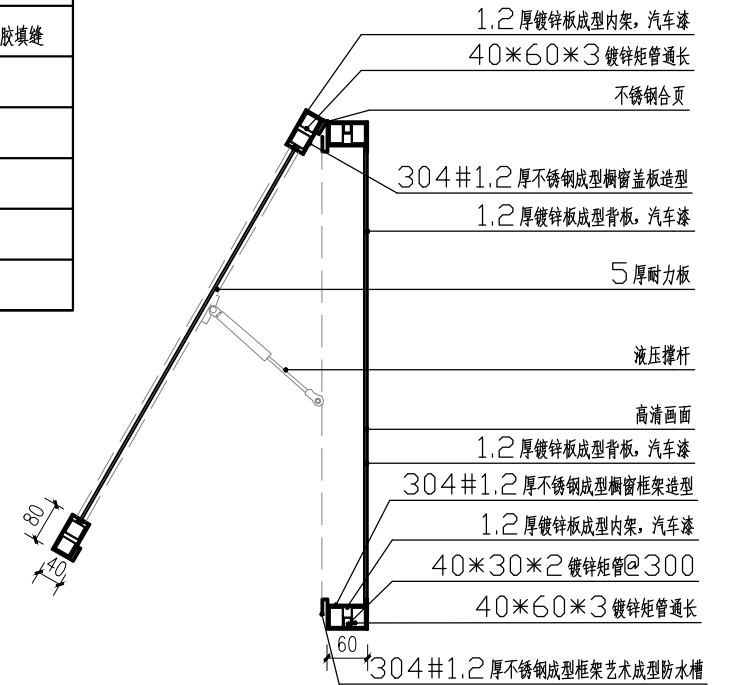 1.2厚镀锌板成型内架，汽车漆
胶填缝
40*60*3镀锌矩管通长
不锈钢合页
304#1.2厚不锈钢成型橱窗盖板造型
1.2厚镀锌板成型背板，汽车漆
5厚耐力板
液压撑杆
高清画面
1.2厚镀锌板成型背板，汽车漆
304#1.2厚不锈钢成型橱窗框架造型
80
1.2厚镀锌板成型内架，汽车漆
40
40*30*2镀锌矩管@300
40*60*3镀锌矩管通长
60
304#1.2厚不锈钢成型框架艺术成型防水槽